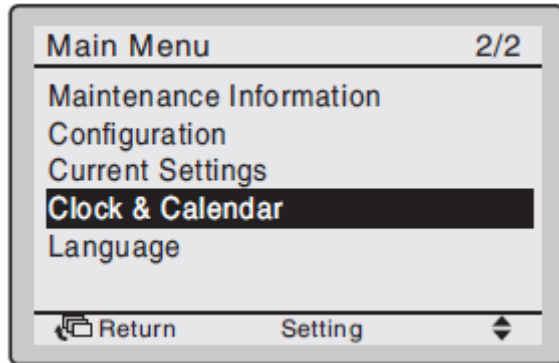 Main Menu 2/2
Maintenance Information
Configuration
Current Settings
Clock & Calendar
Language
Return Setting